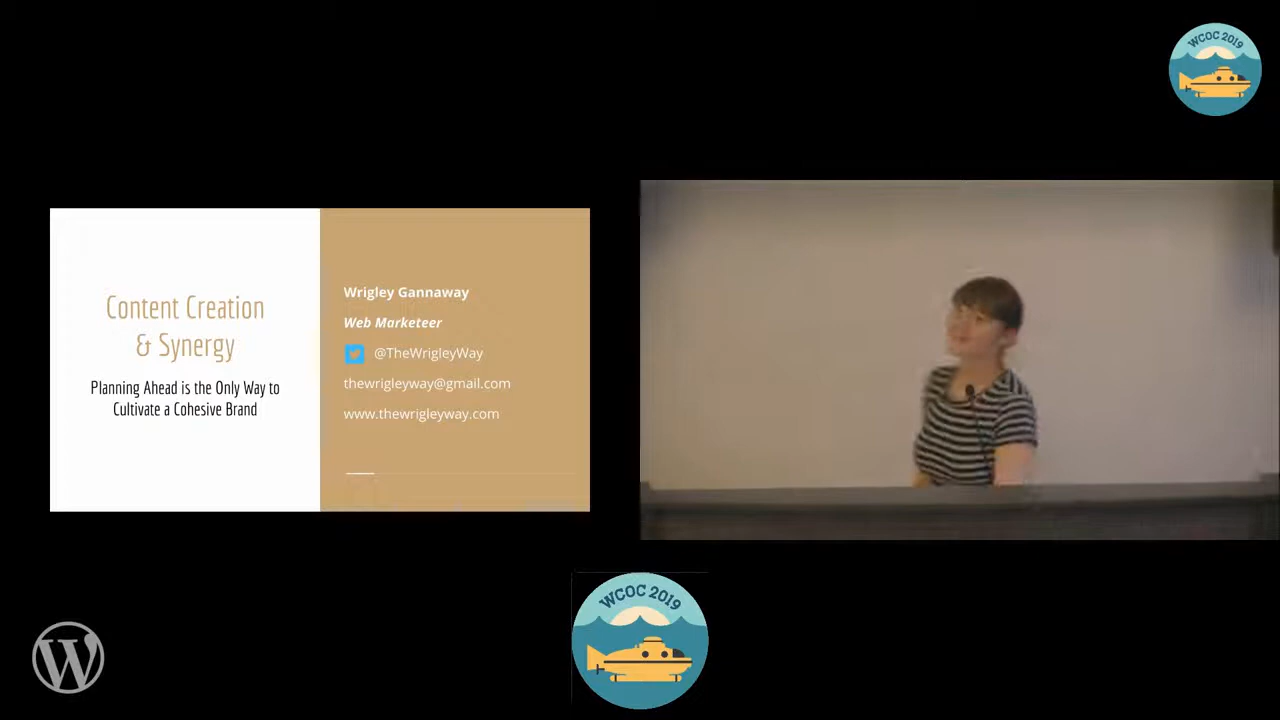 WCOC 2019
Content Creation
& Synergy
Planning Ahead is the Only Way to
Cultivate a Cohesive Brand
Wrigley Gannaway
Web Marketeer
@TheWrigleyWay
thewrigleyway@gmail.com
www.thewrigleyway.com
WCOC 2019
W